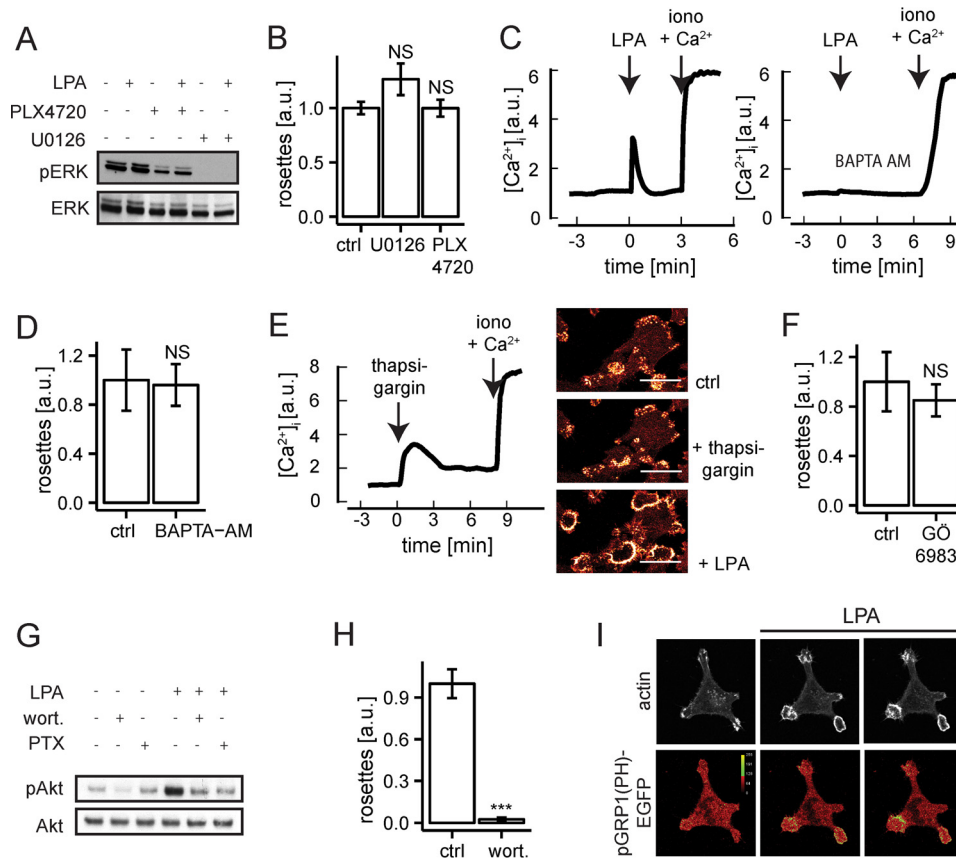 A
LPA - + - + - +
PLX4720 - - + + - -
U0126 - - - - + +
pERK
ERK
B
rosettes [a.u.]
1.0
0.5
0.0
NS
NS
ctrl U0126 PLX
4720
C
LPA
iono
+ Ca²⁺
[Ca²⁺]i [a.u.]
6
4
2
0
-3 0 3 6
time [min]
LPA
iono
+ Ca²⁺
BAPTA AM
[Ca²⁺]i [a.u.]
6
4
2
0
-3 0 3 6 9
time [min]
D
rosettes [a.u.]
1.2
0.8
0.4
0.0
NS
ctrl BAPTA-AM
E
thapsi-
gargin
iono
+ Ca²⁺
[Ca²⁺]i [a.u.]
8
6
4
2
0
-3 0 3 6 9
time [min]
ctrl
+ thapsi-
gargin
+ LPA
F
rosettes [a.u.]
1.2
0.8
0.4
0.0
NS
ctrl GÖ
6983
G
LPA - - - + + +
wort. - + - - + -
PTX - - + - - +
pAkt
Akt
H
rosettes [a.u.]
0.9
0.6
0.3
0.0
***
ctrl wort.
I
LPA
actin
pGRP1(PH)-
EGFP